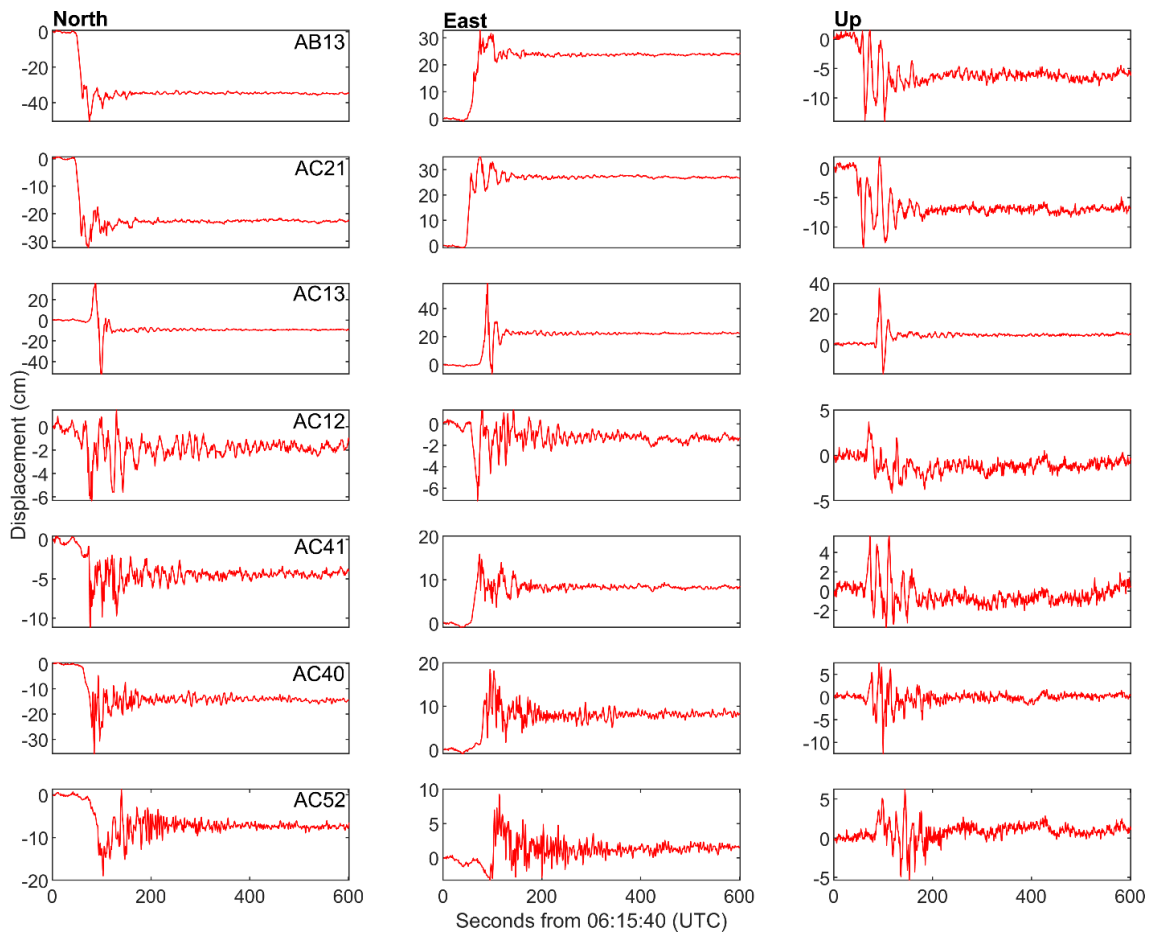 North East Up
0 -20 -40 AB13 30 20 10 0 0 -5 -10
0 -10 -20 -30 AC21 30 20 10 0 0 -5 -10
20 0 -20 -40 AC13 40 20 0 40 20 0
Displacement (cm)
0 -2 -4 -6 AC12 0 -2 -4 -6 5 0 -5
0 -5 -10 AC41 20 10 0 4 2 0 -2
0 -10 -20 -30 AC40 20 10 0 5 0 -5 -10
0 -10 -20 AC52 10 5 0 5 0 -5
0 200 400 600 0 200 400 600 0 200 400 600
Seconds from 06:15:40 (UTC)